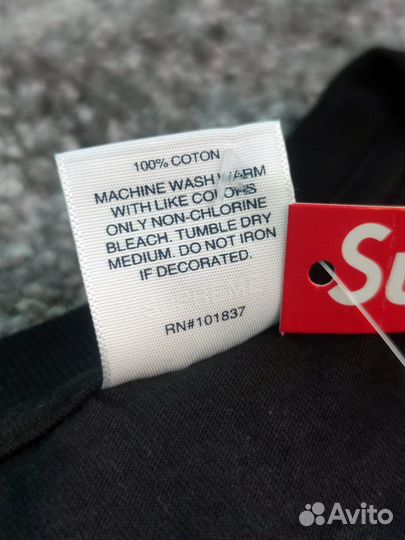 100% COTON
MACHINE WASH WARM
WITH LIKE COLORS
ONLY NON-CHLORINE
BLEACH. TUMBLE DRY
MEDIUM. DO NOT IRON
IF DECORATED.
SUPREME
RN#101837
Su
Avito